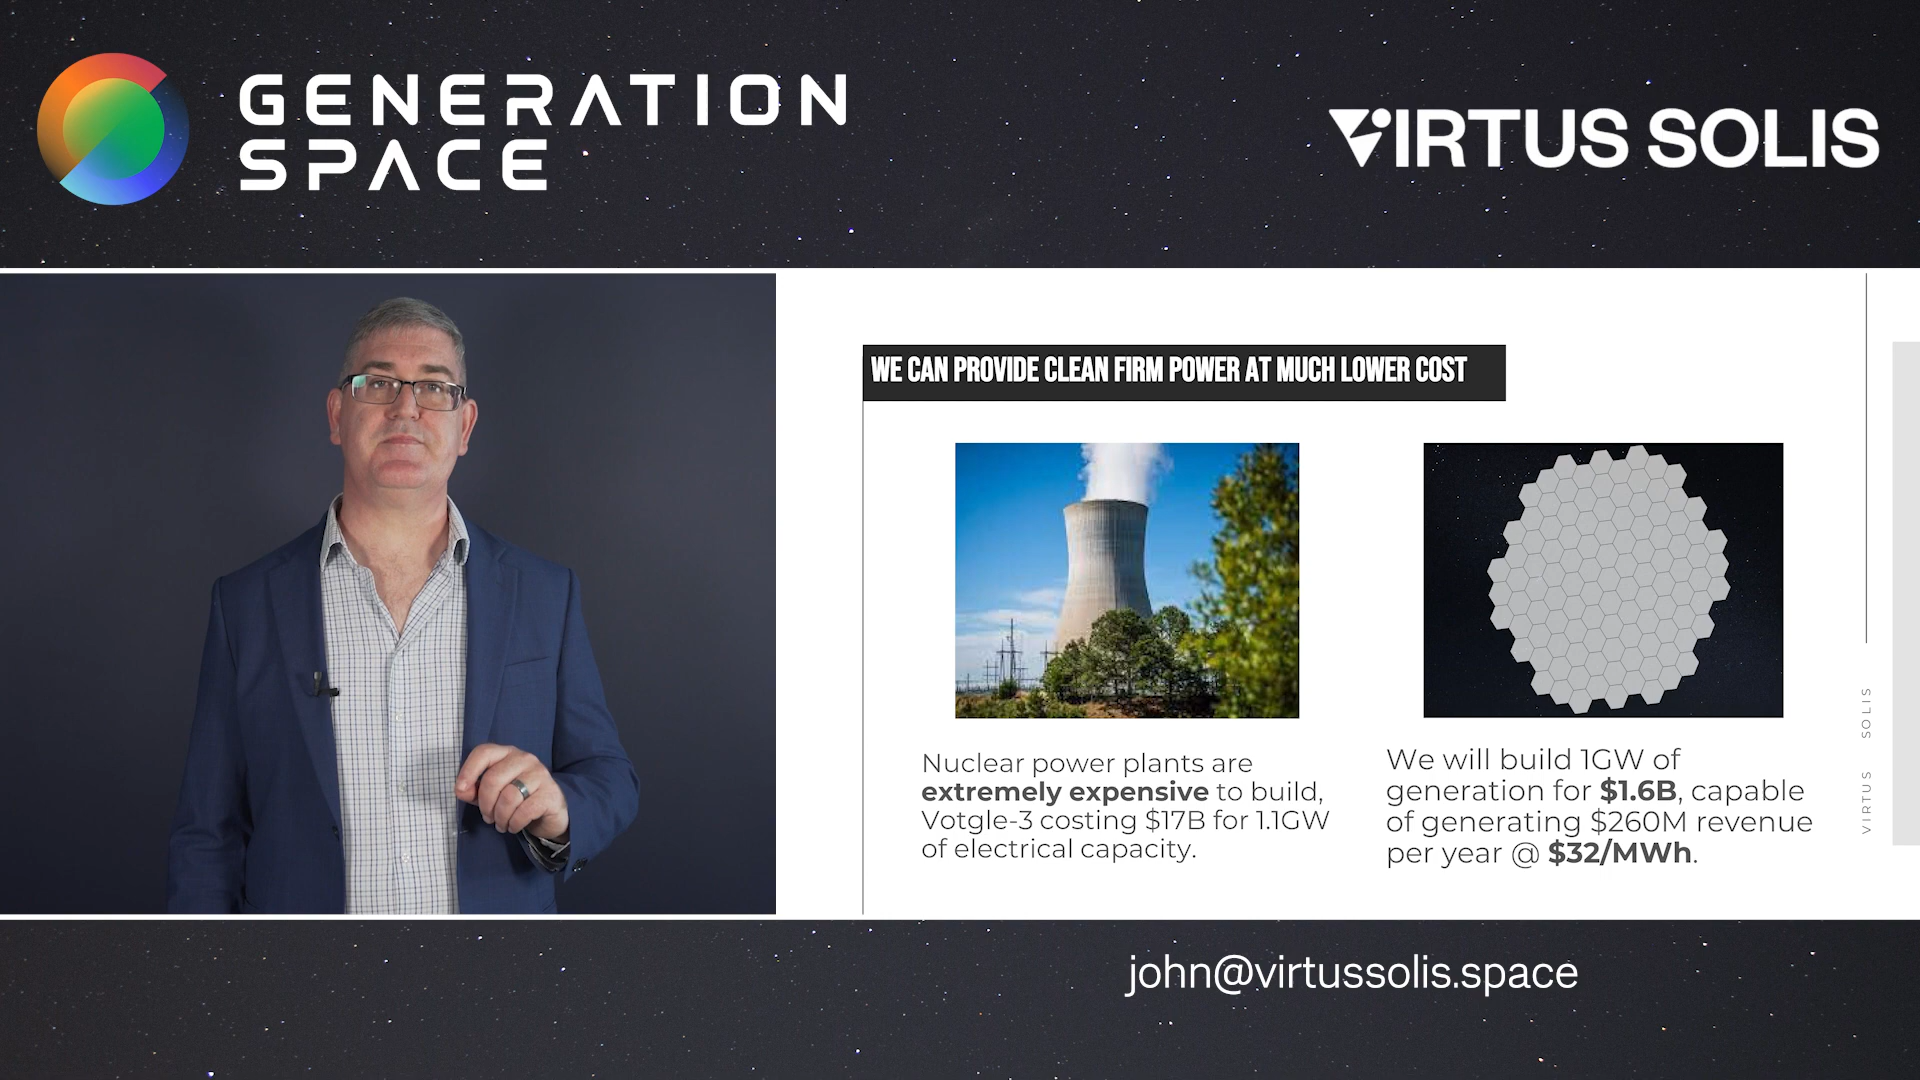 GENERATION
SPACE
VIRTUS SOLIS
WE CAN PROVIDE CLEAN FIRM POWER AT MUCH LOWER COST
Nuclear power plants are
extremely expensive to build,
Votgle-3 costing $17B for 1.1GW
of electrical capacity.
We will build 1GW of
generation for $1.6B, capable
of generating $260M revenue
per year @ $32/MWh.
VIRTUS SOLIS
john@virtussolis.space